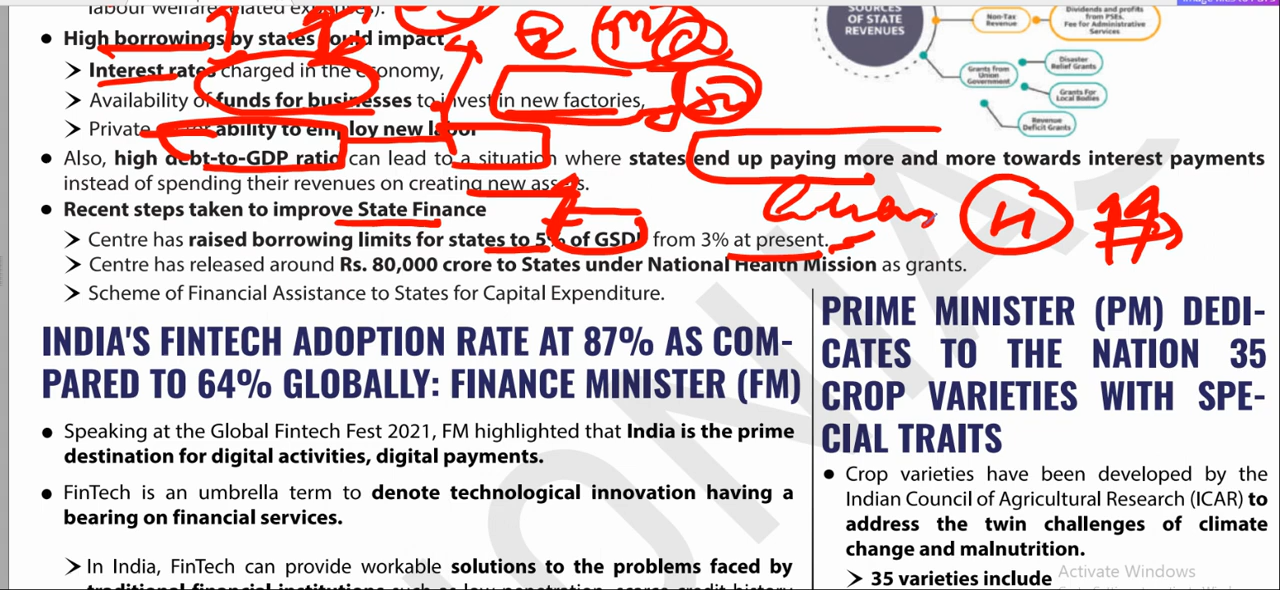 labour welfare related expenses).
High borrowings by states could impact
Interest rates charged in the economy,
Availability of funds for businesses to invest in new factories,
Private ability to employ new labor
Also, high debt-to-GDP ratio can lead to a situation where states end up paying more and more towards interest payments
instead of spending their revenues on creating new assets.
Recent steps taken to improve State Finance
Centre has raised borrowing limits for states to 5% of GSDP from 3% at present.
Centre has released around Rs. 80,000 crore to States under National Health Mission as grants.
Scheme of Financial Assistance to States for Capital Expenditure.
SOURCES
OF STATE
REVENUES
Non-Tax
Revenue
Dividends and profits
from PSEs.
Fee for Administrative
Services
Grants from
Union
Government
Disaster
Relief Grants
Grants For
Local Bodies
Revenue
Deficit Grants
INDIA'S FINTECH ADOPTION RATE AT 87% AS COM-
PARED TO 64% GLOBALLY: FINANCE MINISTER (FM)
Speaking at the Global Fintech Fest 2021, FM highlighted that India is the prime
destination for digital activities, digital payments.
FinTech is an umbrella term to denote technological innovation having a
bearing on financial services.
In India, FinTech can provide workable solutions to the problems faced by
traditional financial institutions such as low penetration, scarce credit history
PRIME MINISTER (PM) DEDI-
CATES TO THE NATION 35
CROP VARIETIES WITH SPE-
CIAL TRAITS
Crop varieties have been developed by the
Indian Council of Agricultural Research (ICAR) to
address the twin challenges of climate
change and malnutrition.
35 varieties include
Activate Windows